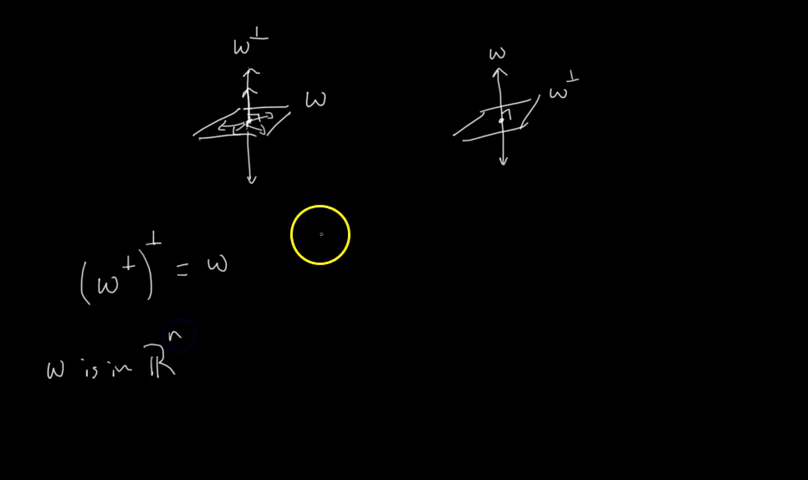 W⊥
W
W
W⊥
(W⊥)⊥ = W
W is in ℝⁿ